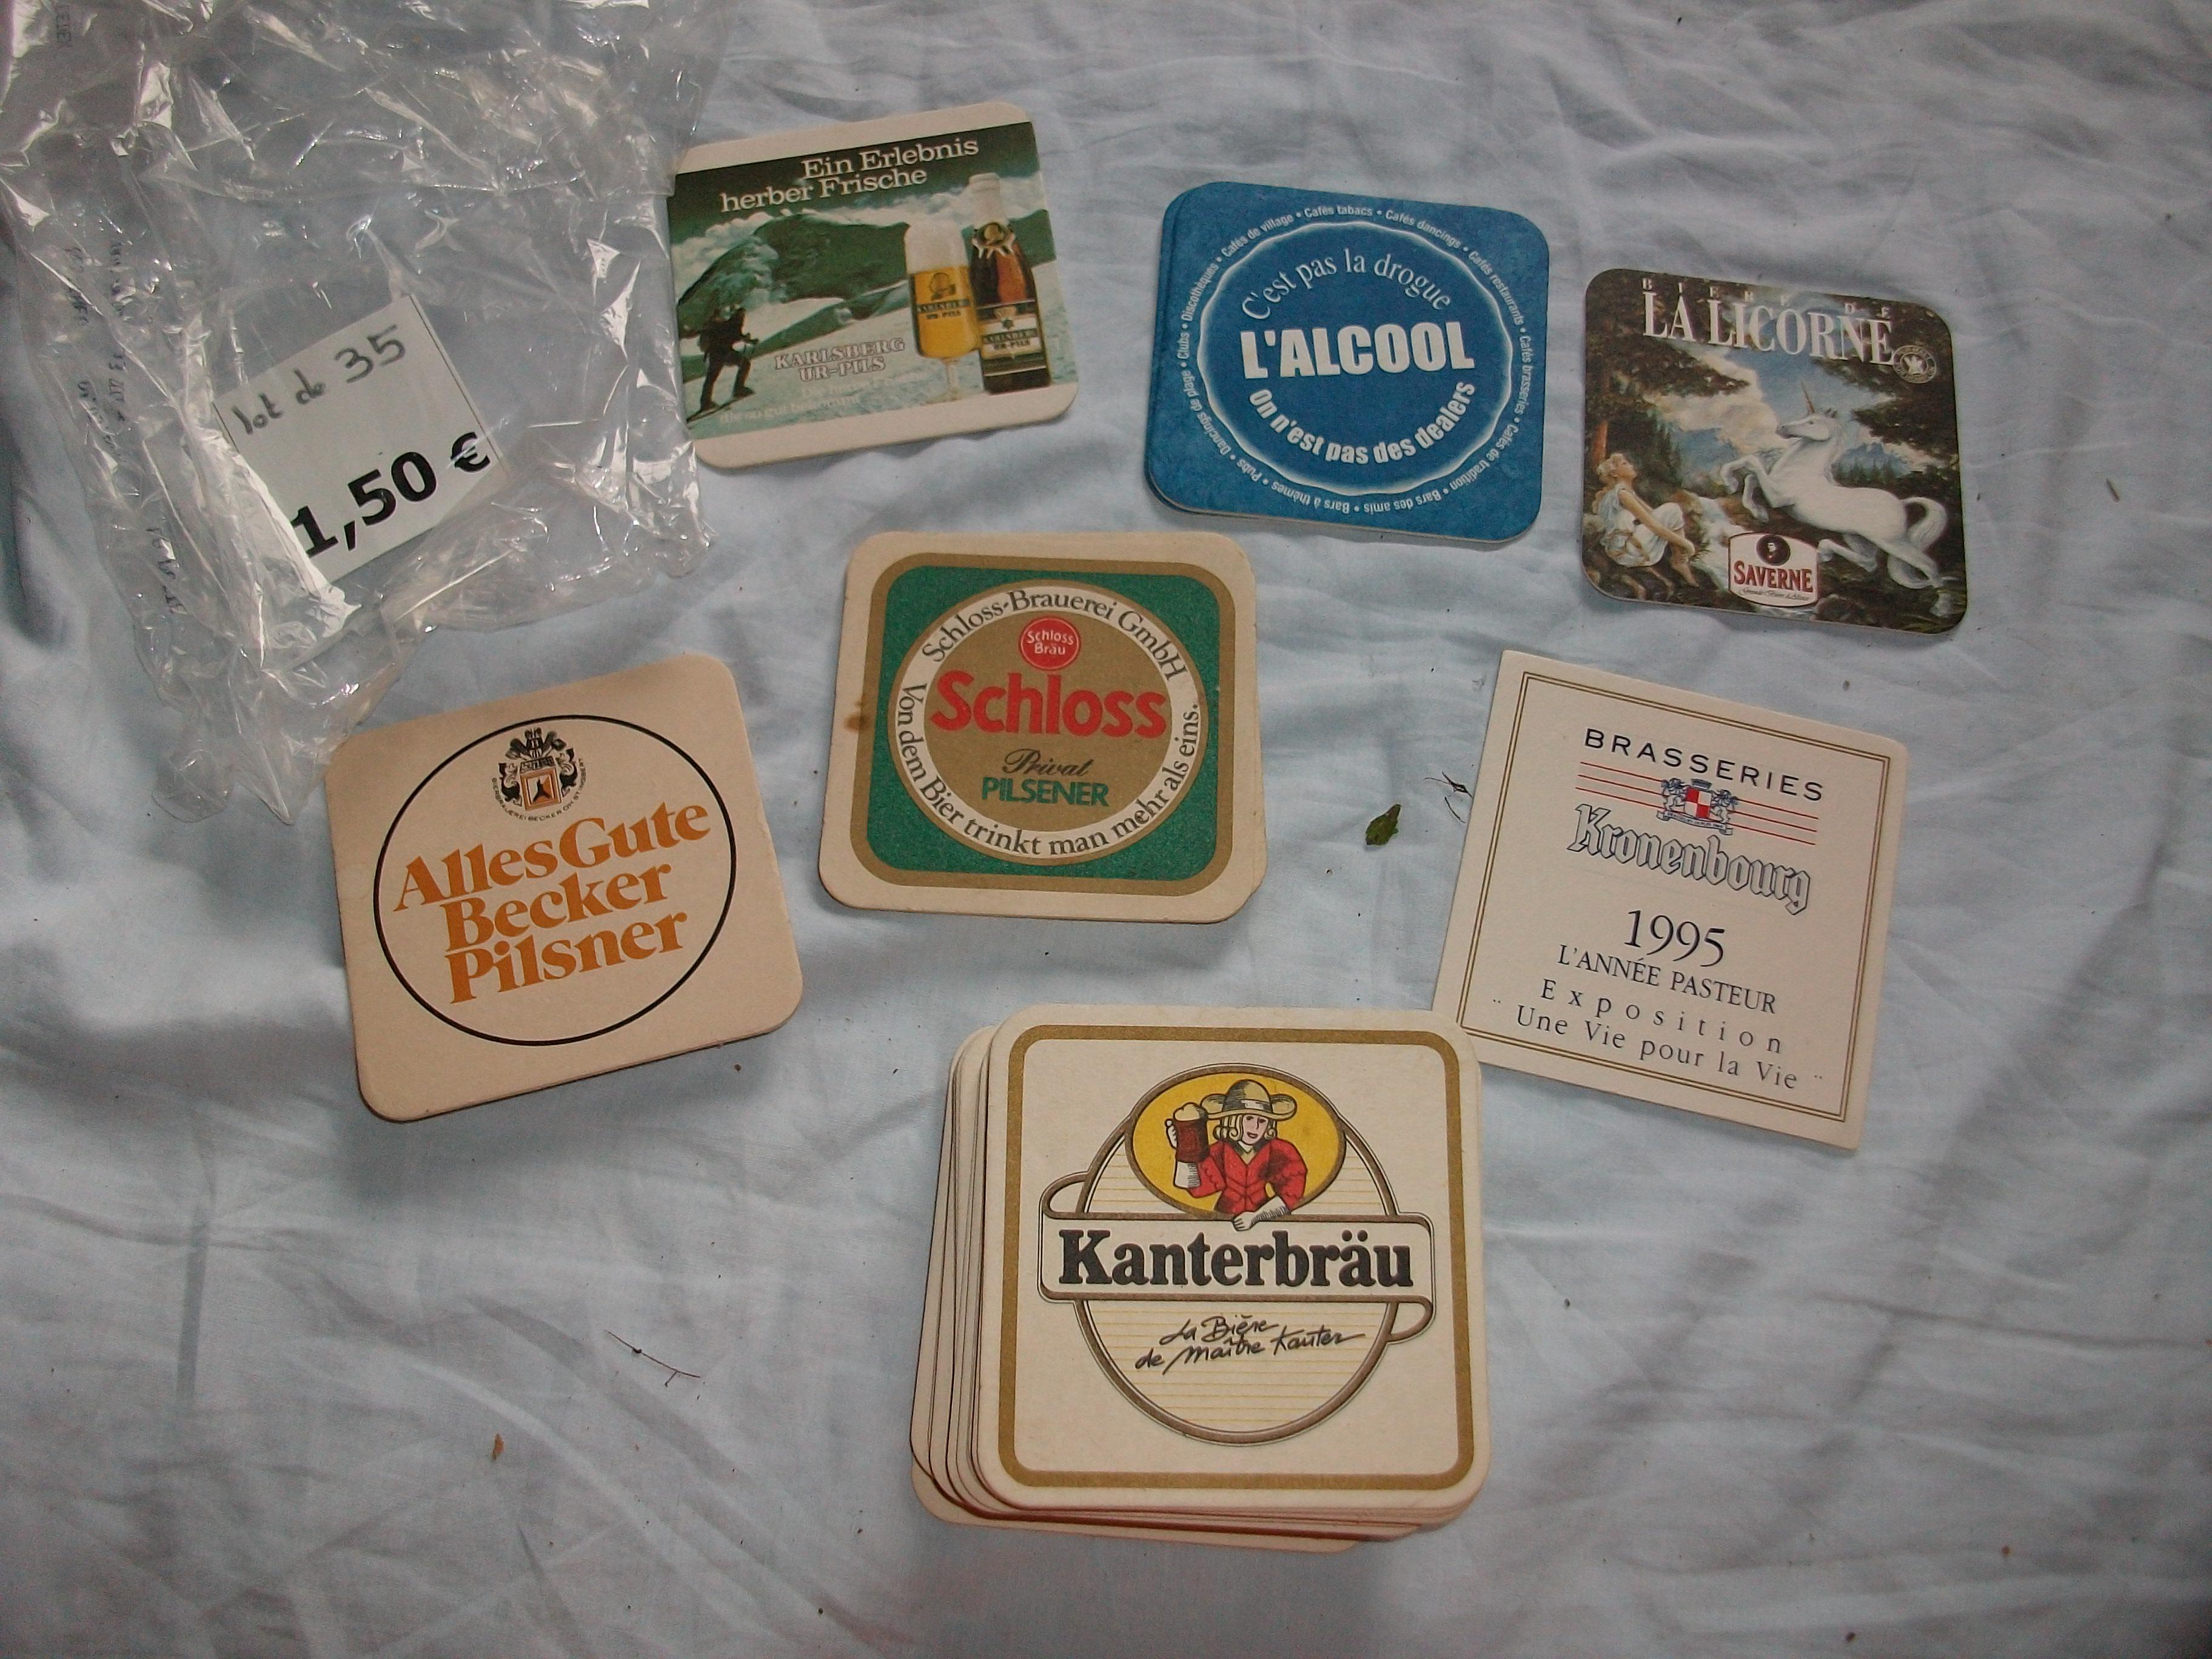 lot de 35
1,50 €
Ein Erlebnis
herber Frische
KARLSBERG
UR-PILS
C'est pas la drogue
L'ALCOOL
On n'est pas des dealers
Cafés de village • Cafés tabacs • Cafés dancings • Cafés restaurants • Cafés brasseries • Cafés de tradition • Bars des amis • Bars à thèmes • Pubs • Dancings de plage • Clubs • Discothèques •
BIERE DE
LA LICORNE
SAVERNE
Schloss-Brauerei GmbH
Schloss
Bräu
Schloss
Privat
PILSENER
Von dem Bier trinkt man mehr als eins.
Alles Gute
Becker
Pilsner
BRASSERIES
Kronenbourg
1995
L'ANNÉE PASTEUR
Exposition
" Une Vie pour la Vie "
Kanterbräu
La Bière
de Maître Kanter